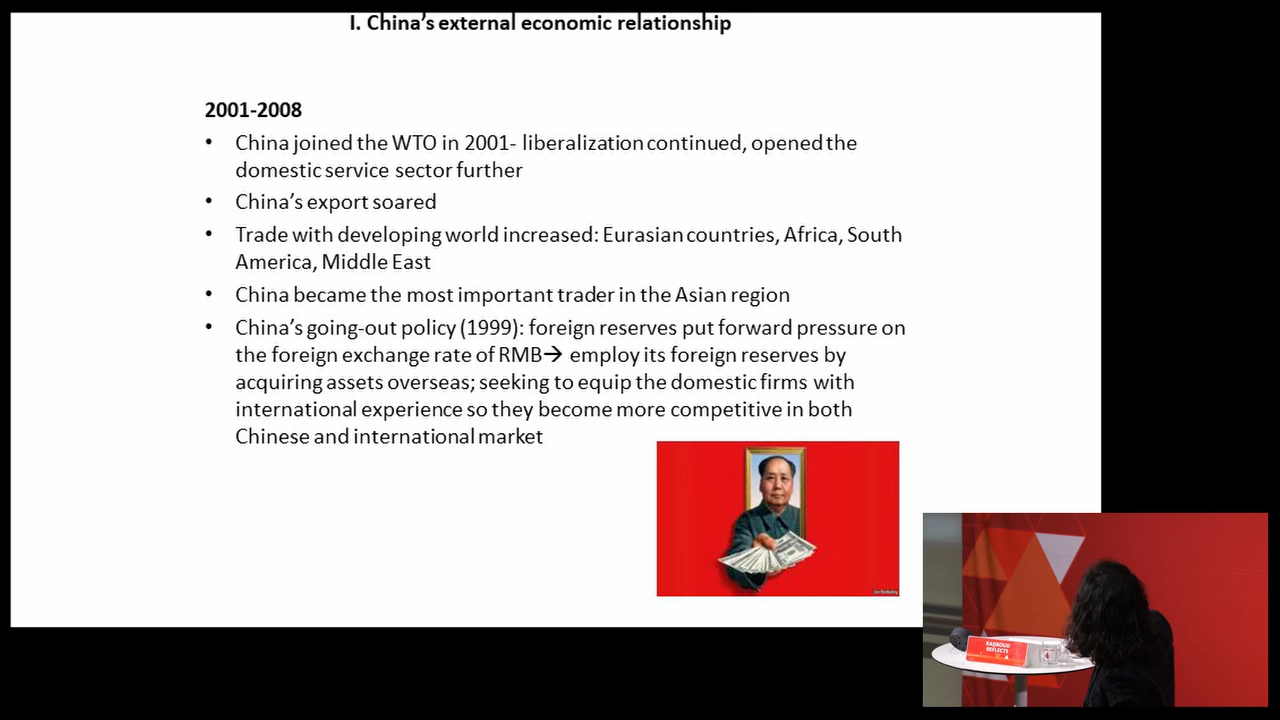 I. China's external economic relationship
2001-2008
• China joined the WTO in 2001- liberalization continued, opened the
domestic service sector further
• China's export soared
• Trade with developing world increased: Eurasian countries, Africa, South
America, Middle East
• China became the most important trader in the Asian region
• China's going-out policy (1999): foreign reserves put forward pressure on
the foreign exchange rate of RMB→ employ its foreign reserves by
acquiring assets overseas; seeking to equip the domestic firms with
international experience so they become more competitive in both
Chinese and international market
RADBOUD
REFLECTS